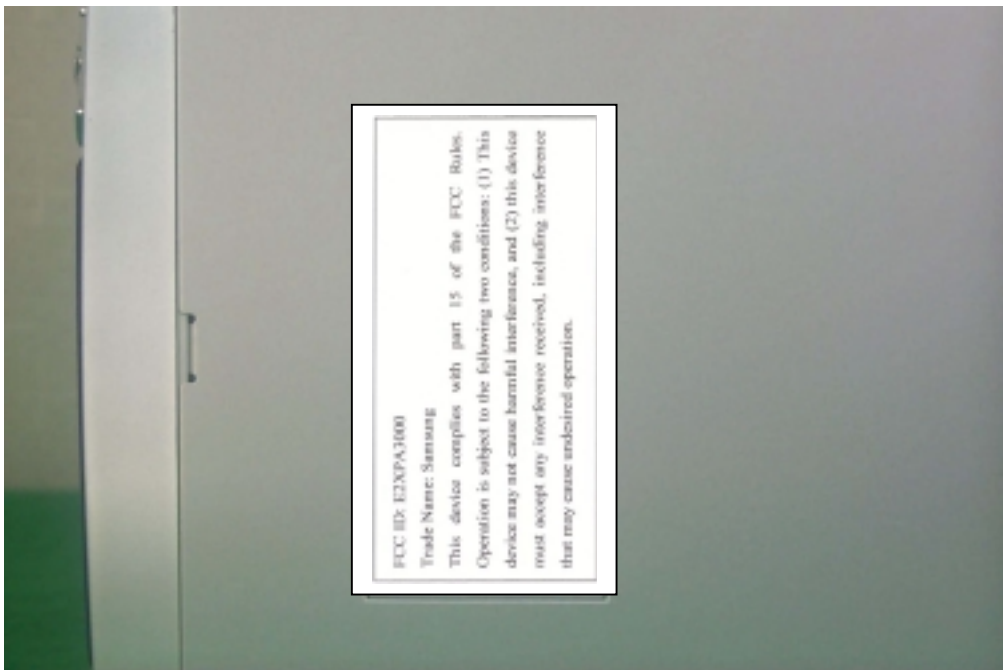 FCC ID: E2XPA3000
Trade Name: Samsung
This device complies with part 15 of the FCC Rules.
Operation is subject to the following two conditions: (1) This
device may not cause harmful interference, and (2) this device
must accept any interference received, including interference
that may cause undesired operation.